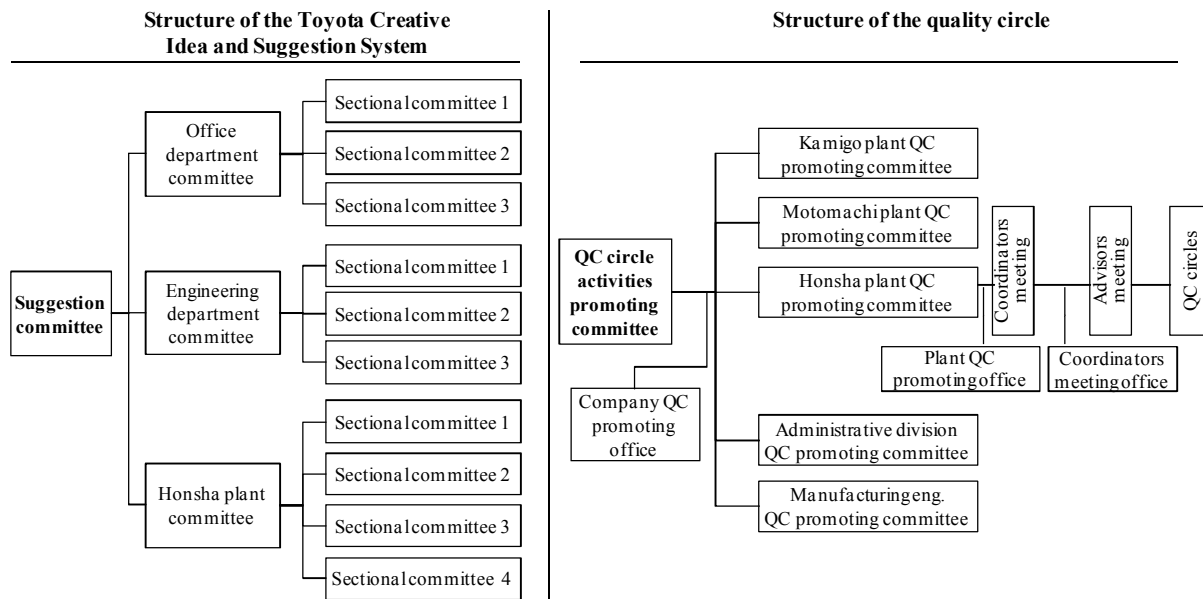 Structure of the Toyota Creative
Idea and Suggestion System
Suggestion
committee
Office
department
committee
Sectional committee 1
Sectional committee 2
Sectional committee 3
Engineering
department
committee
Sectional committee 1
Sectional committee 2
Sectional committee 3
Honsha plant
committee
Sectional committee 1
Sectional committee 2
Sectional committee 3
Sectional committee 4
Structure of the quality circle
QC circle
activities
promoting
committee
Company QC
promoting
office
Kamigo plant QC
promoting committee
Motomachi plant QC
promoting committee
Honsha plant QC
promoting committee
Coordinators
meeting
Advisors
meeting
QC circles
Plant QC
promoting office
Coordinators
meeting office
Administrative division
QC promoting committee
Manufacturing eng.
QC promoting committee